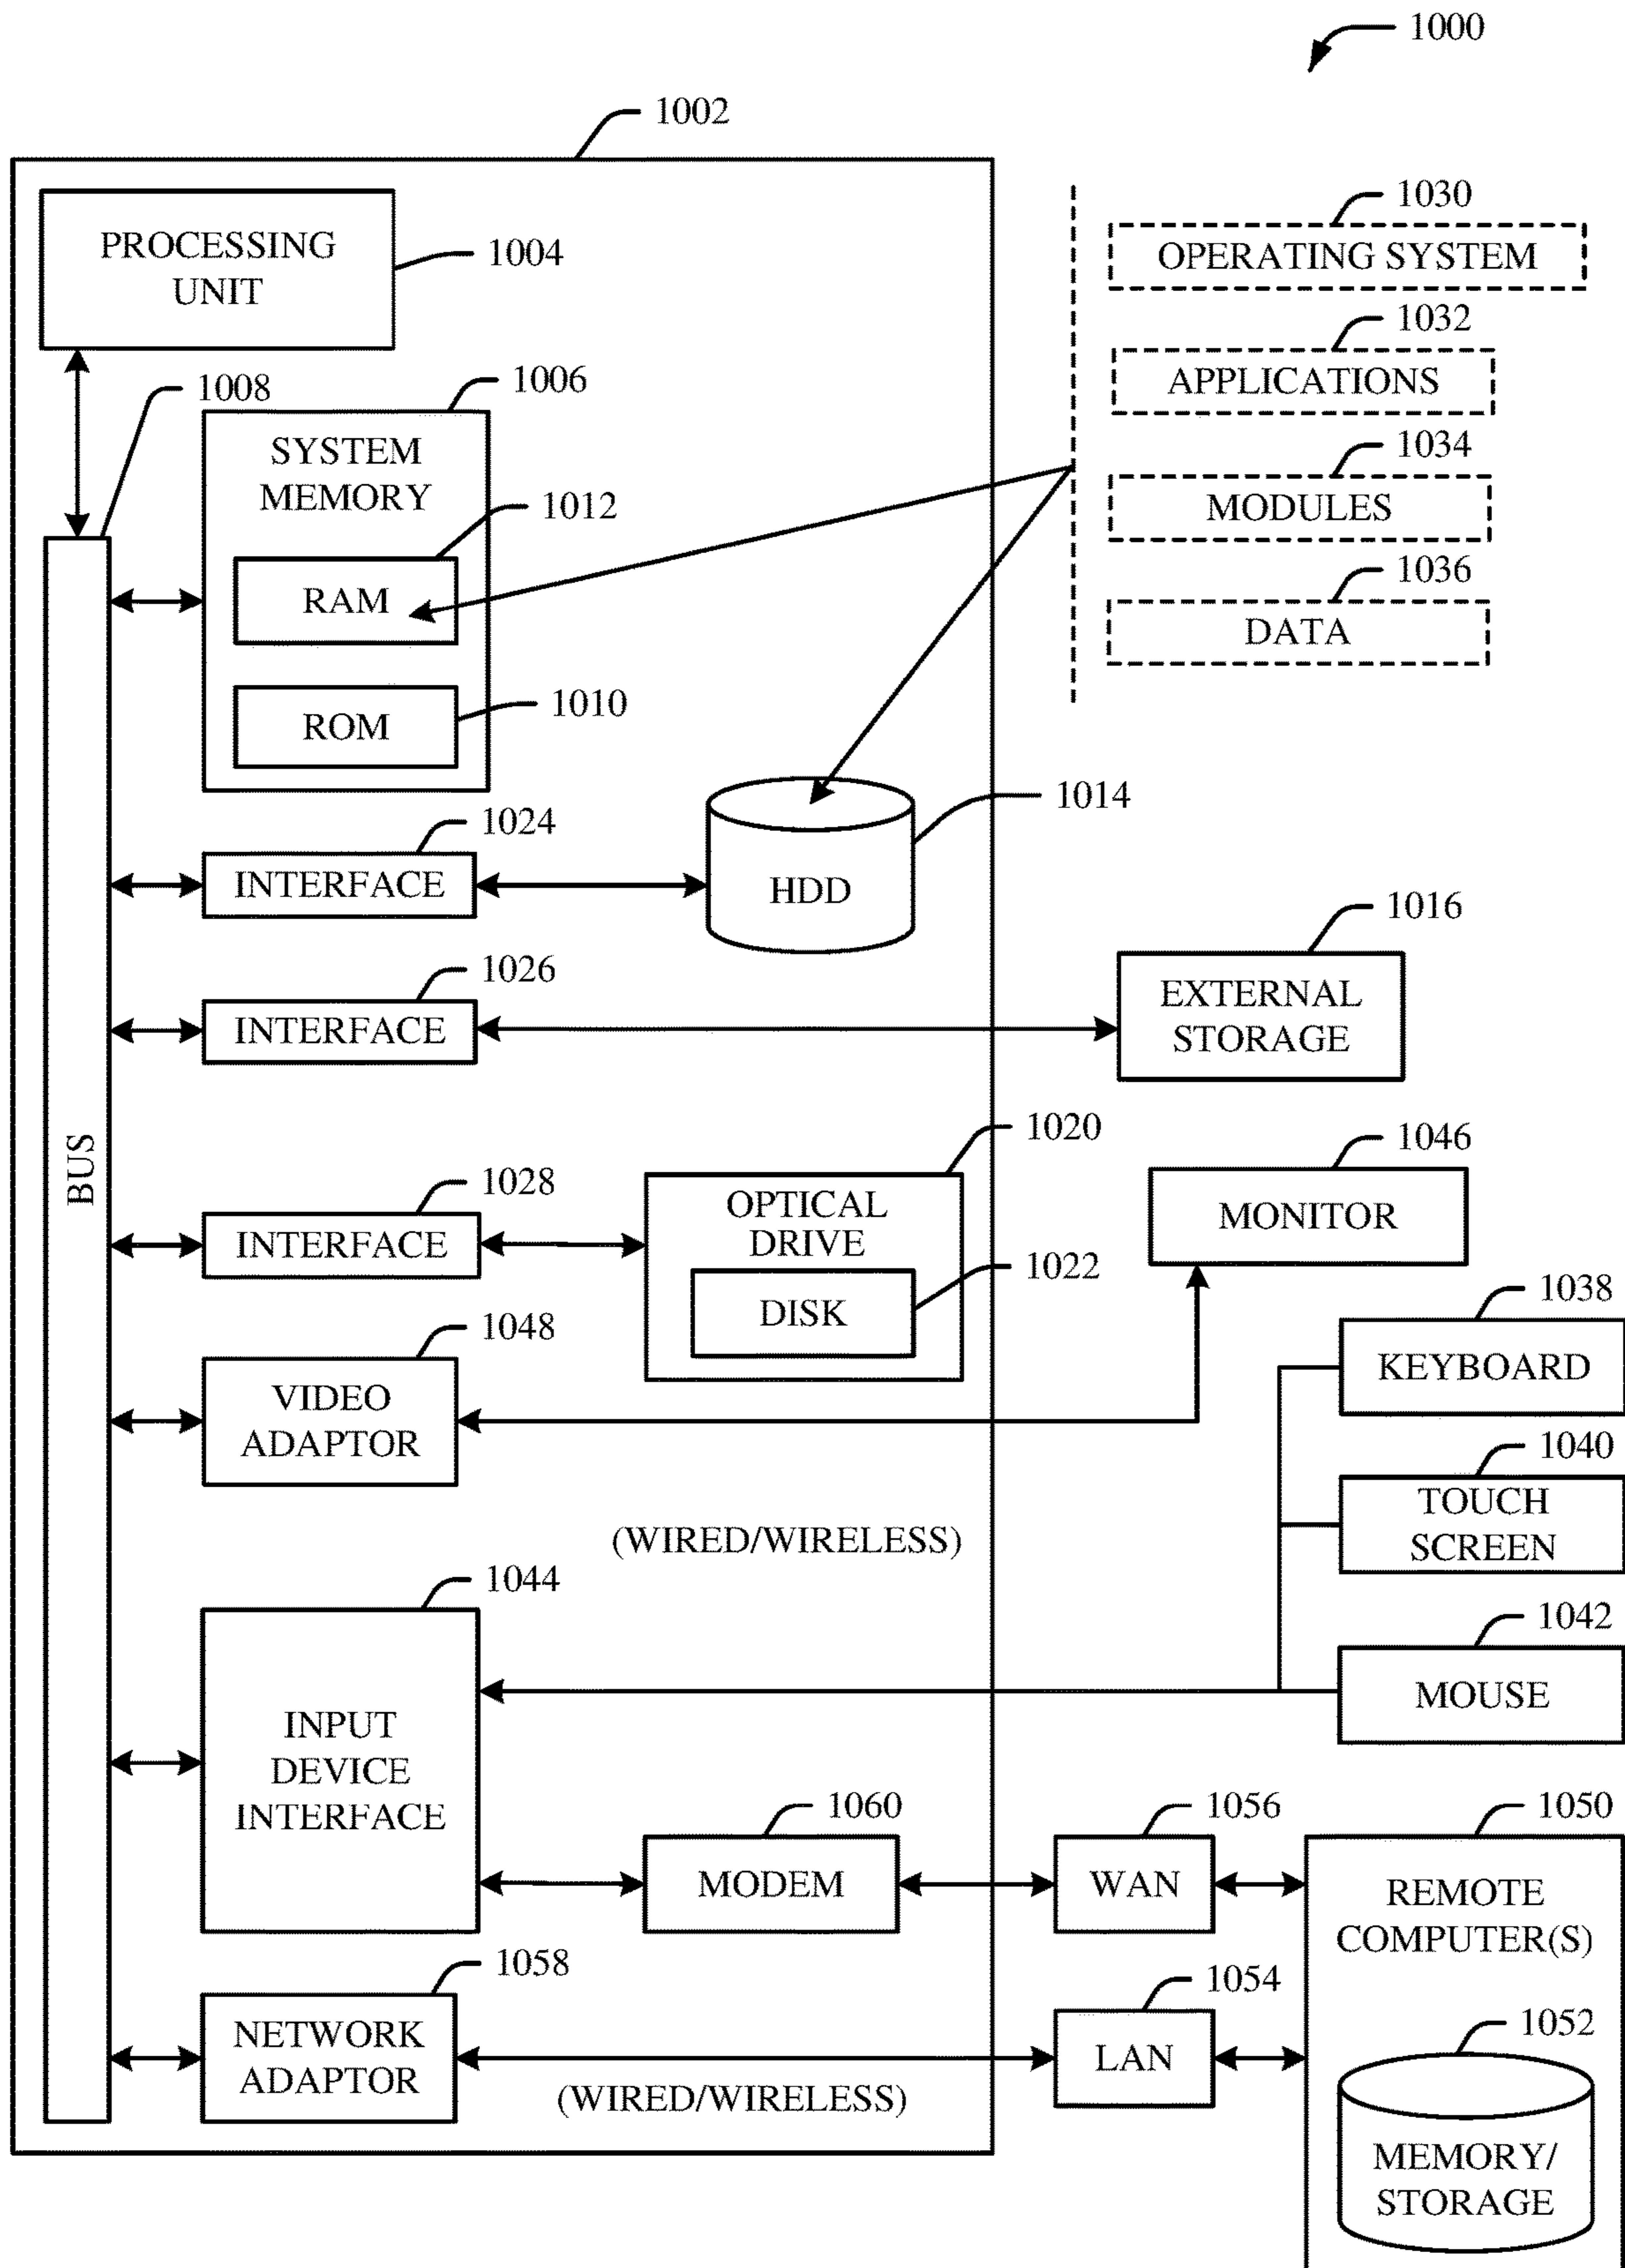 1000
1002
PROCESSING
UNIT
1004
1030
OPERATING SYSTEM
1032
APPLICATIONS
1034
MODULES
1036
DATA
1008
1006
SYSTEM
MEMORY
1012
RAM
1010
ROM
1024
INTERFACE
1014
HDD
1026
INTERFACE
1016
EXTERNAL
STORAGE
BUS
1028
INTERFACE
1020
OPTICAL
DRIVE
1022
DISK
1046
MONITOR
1048
VIDEO
ADAPTOR
1038
KEYBOARD
1040
TOUCH
SCREEN
(WIRED/WIRELESS)
1042
MOUSE
1044
INPUT
DEVICE
INTERFACE
1060
MODEM
1056
WAN
1050
REMOTE
COMPUTER(S)
1058
NETWORK
ADAPTOR
(WIRED/WIRELESS)
1054
LAN
1052
MEMORY/
STORAGE